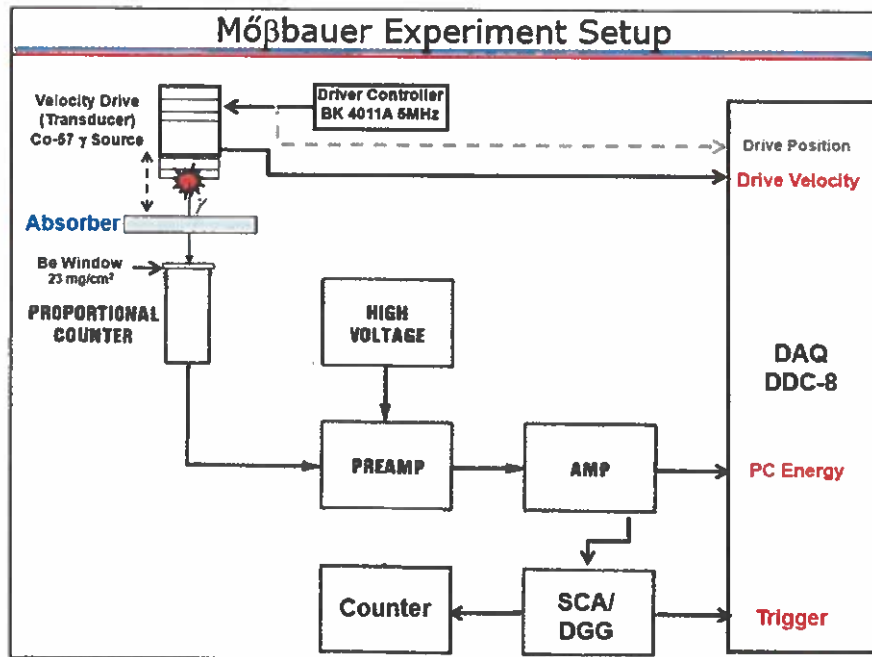 Mőβbauer Experiment Setup
Velocity Drive
(Transducer)
Co-57 γ Source
Driver Controller
BK 4011A 5MHz
Drive Position
Drive Velocity
γ
Absorber
Be Window
23 mg/cm²
PROPORTIONAL
COUNTER
HIGH
VOLTAGE
DAQ
DDC-8
PREAMP
AMP
PC Energy
Counter
SCA/
DGG
Trigger